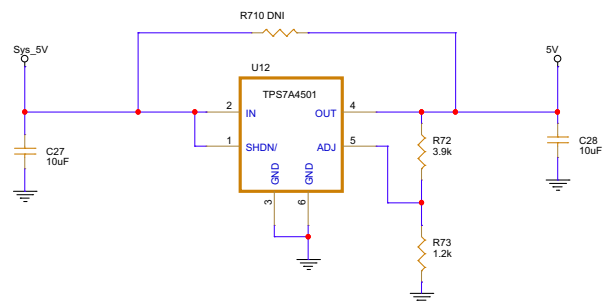 R710 DNI
Sys_5V
5V
U12
TPS7A4501
2 IN
OUT 4
1 SHDN/
ADJ 5
GND
GND
3
6
C27
10uF
R72
3.9k
C28
10uF
R73
1.2k